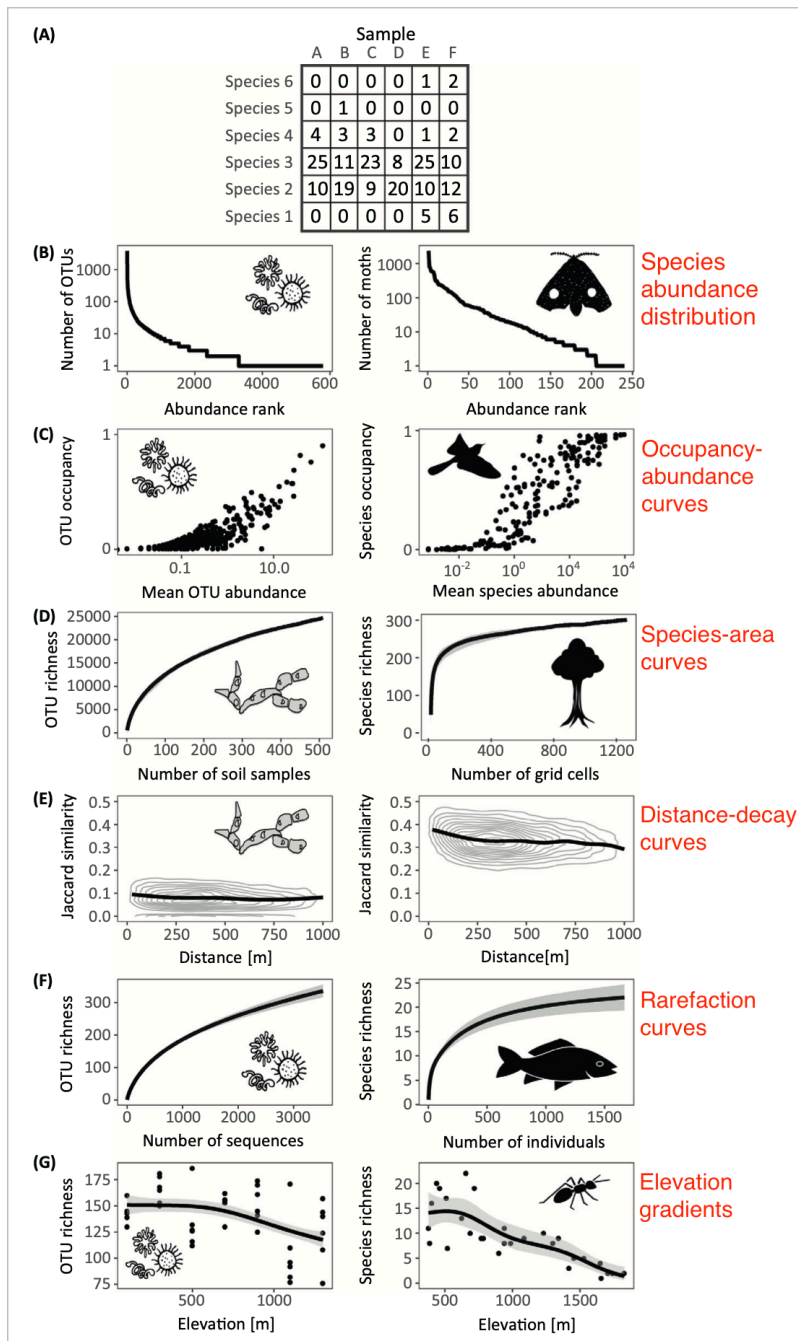 (A)
Sample
A B C D E F
Species 6 0 0 0 0 1 2
Species 5 0 1 0 0 0 0
Species 4 4 3 3 0 1 2
Species 3 25 11 23 8 25 10
Species 2 10 19 9 20 10 12
Species 1 0 0 0 0 5 6
(B)
Number of OTUs
1000
100
10
1
0 2000 4000 5000
Abundance rank
Number of moths
1000
100
10
1
0 50 100 150 200 250
Abundance rank
Species
abundance
distribution
(C)
OTU occupancy
1
0
0.1 10.0
Mean OTU abundance
Species occupancy
1
0
10-2 100 104 104
Mean species abundance
Occupancy-
abundance
curves
(D)
OTU richness
25000
20000
15000
10000
5000
0
0 100 200 300 400 500
Number of soil samples
Species richness
300
200
100
0
0 400 800 1200
Number of grid cells
Species-area
curves
(E)
Jaccard similarity
0.5
0.4
0.3
0.2
0.1
0.0
0 250 500 750 1000
Distance [m]
Jaccard similarity
0.5
0.4
0.3
0.2
0.1
0.0
0 250 500 750 1000
Distance[m]
Distance-decay
curves
(F)
OTU richness
300
200
100
0
0 1000 2000 3000
Number of sequences
Species richness
25
20
15
10
5
0
0 500 1000 1500
Number of individuals
Rarefaction
curves
(G)
OTU richness
175
150
125
100
75
500 1000
Elevation [m]
Species richness
20
15
10
5
0
500 1000 1500
Elevation [m]
Elevation
gradients